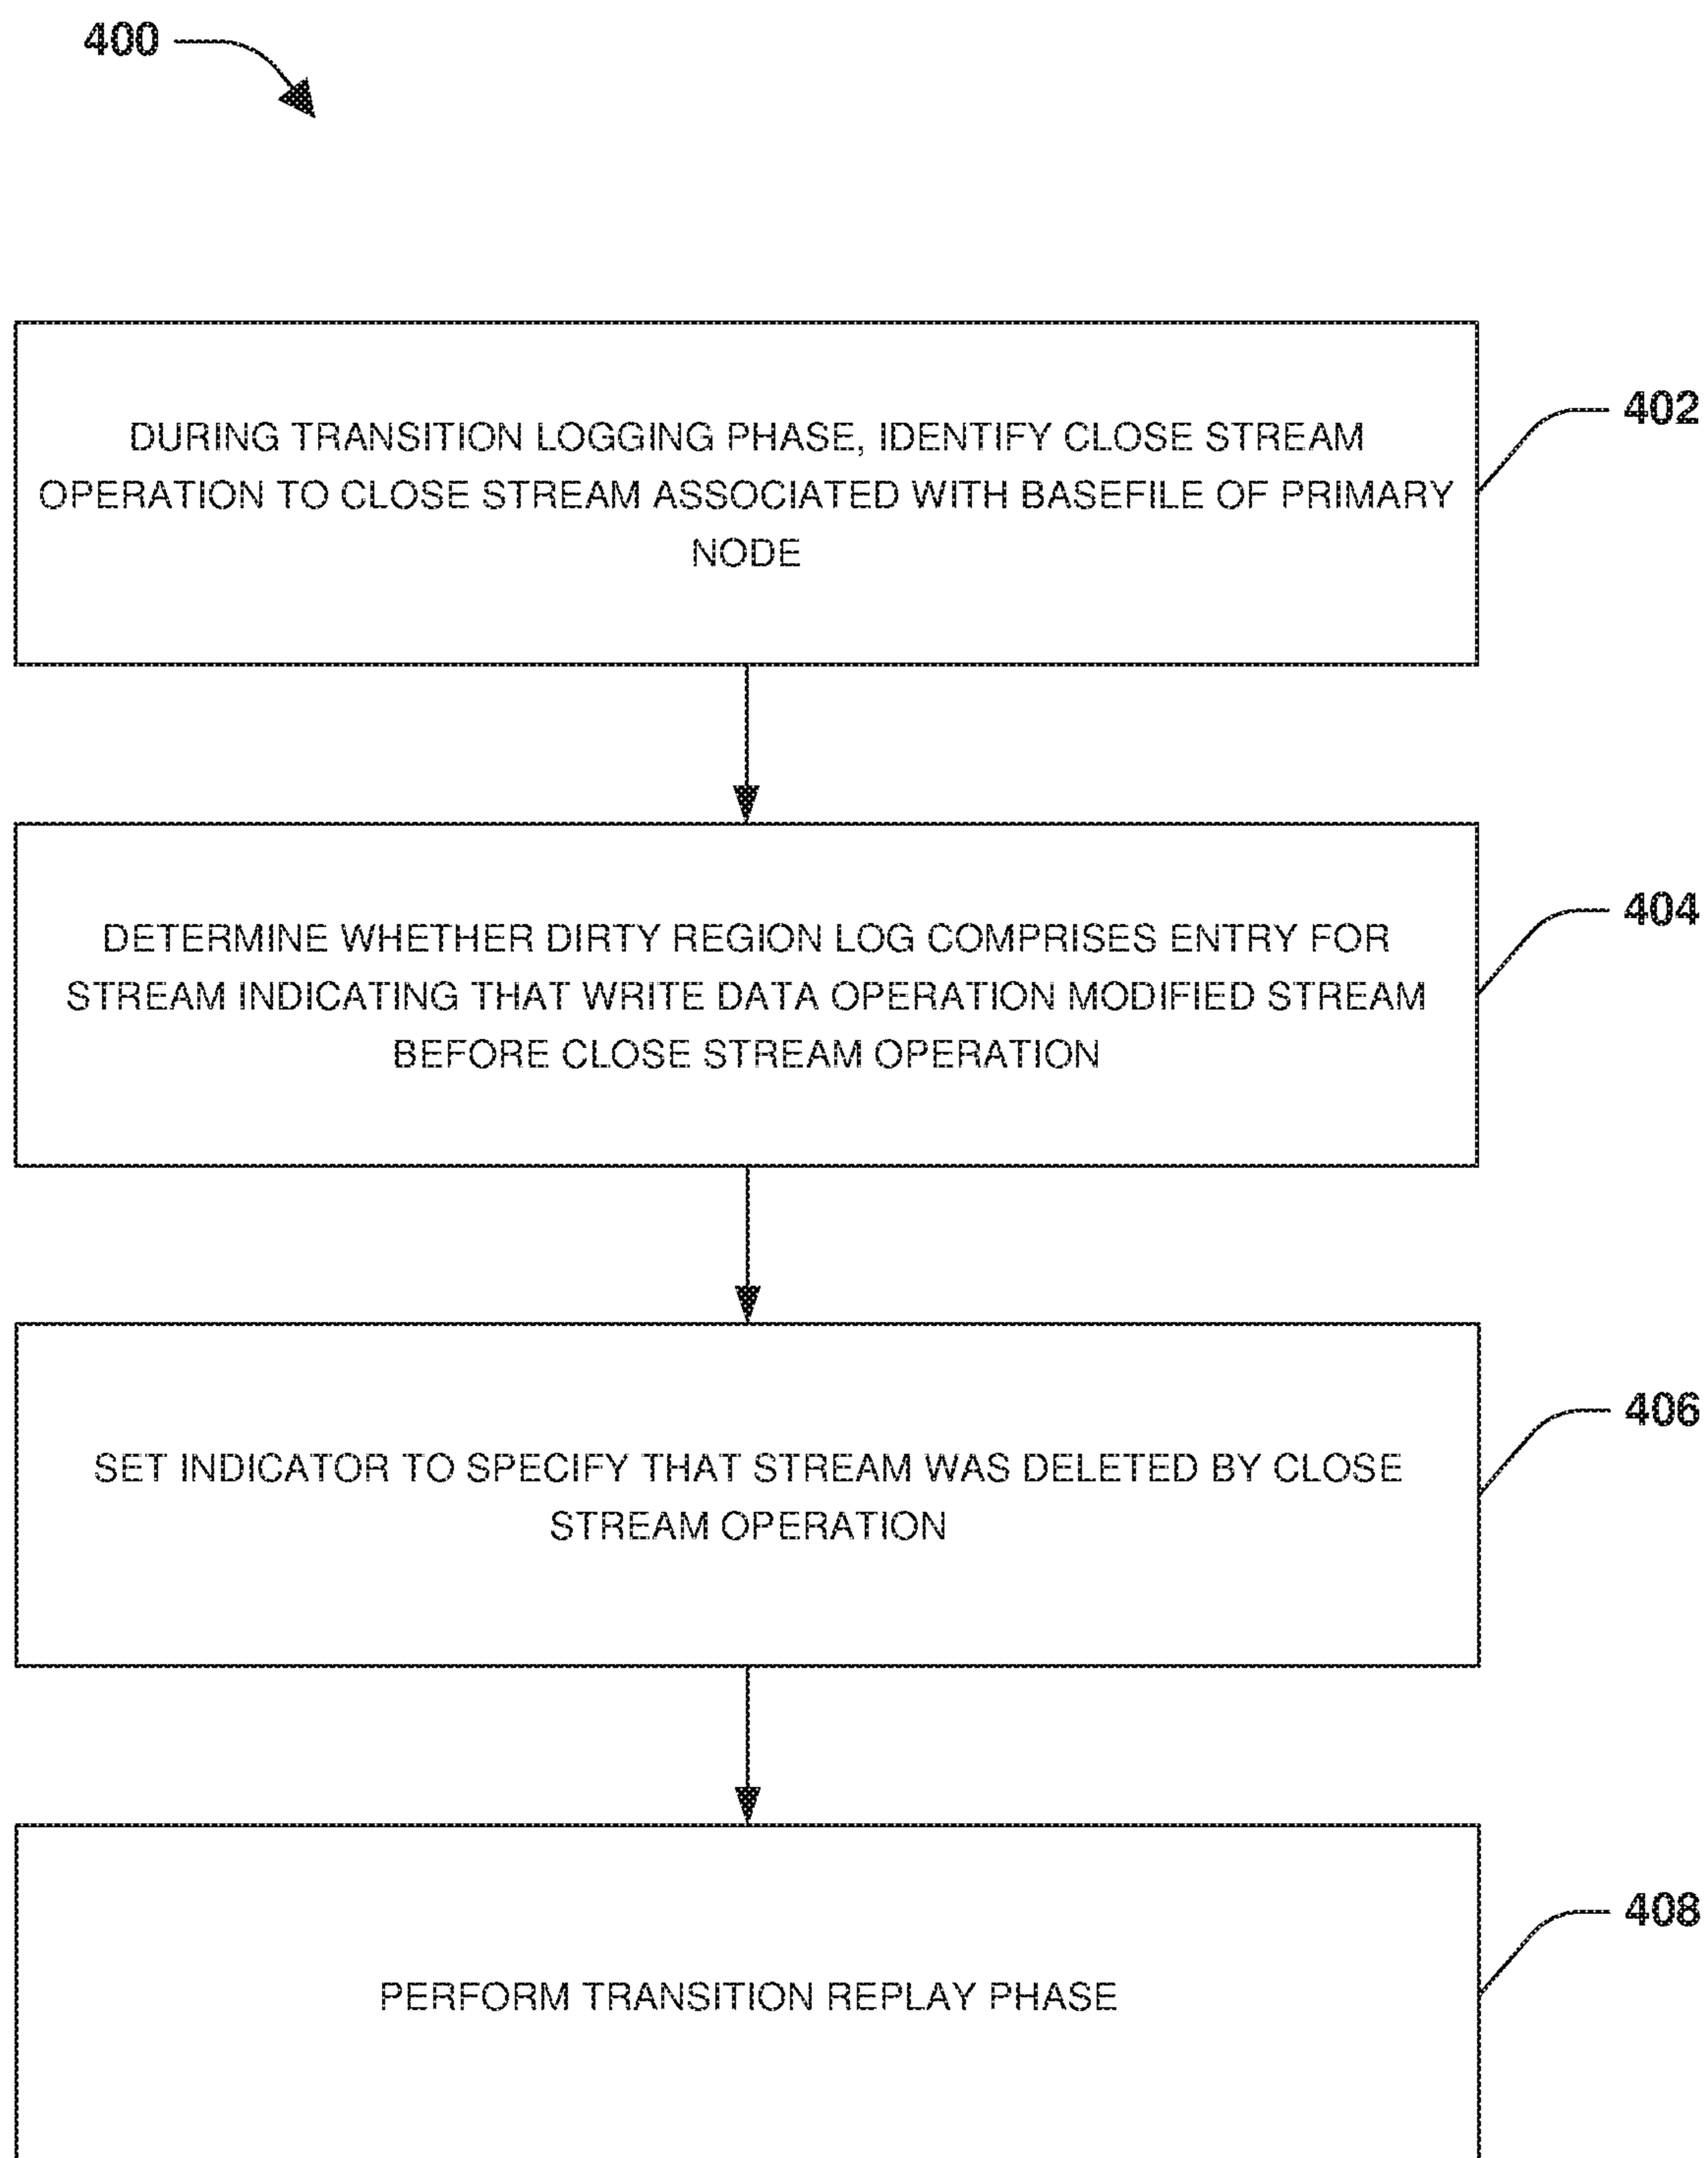 400
DURING TRANSITION LOGGING PHASE, IDENTIFY CLOSE STREAM
OPERATION TO CLOSE STREAM ASSOCIATED WITH BASEFILE OF PRIMARY
NODE
402
DETERMINE WHETHER DIRTY REGION LOG COMPRISES ENTRY FOR
STREAM INDICATING THAT WRITE DATA OPERATION MODIFIED STREAM
BEFORE CLOSE STREAM OPERATION
404
SET INDICATOR TO SPECIFY THAT STREAM WAS DELETED BY CLOSE
STREAM OPERATION
406
PERFORM TRANSITION REPLAY PHASE
408